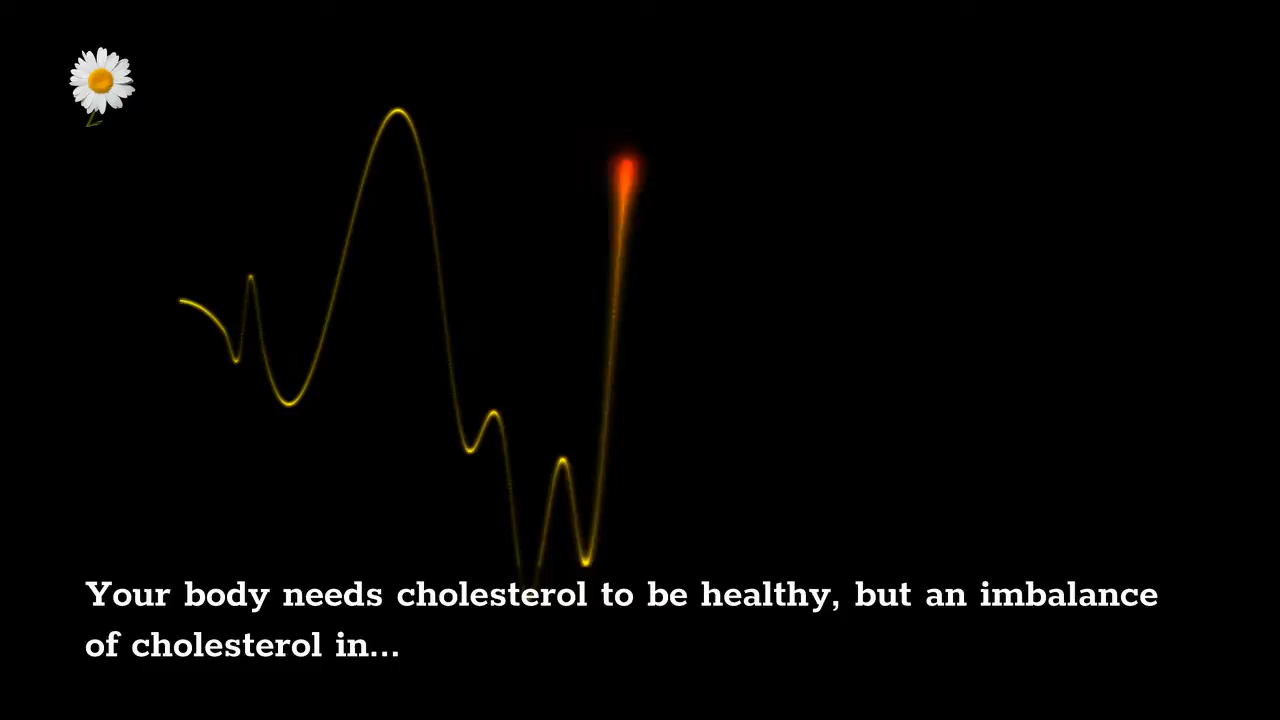 Your body needs cholesterol to be healthy, but an imbalance
of cholesterol in...